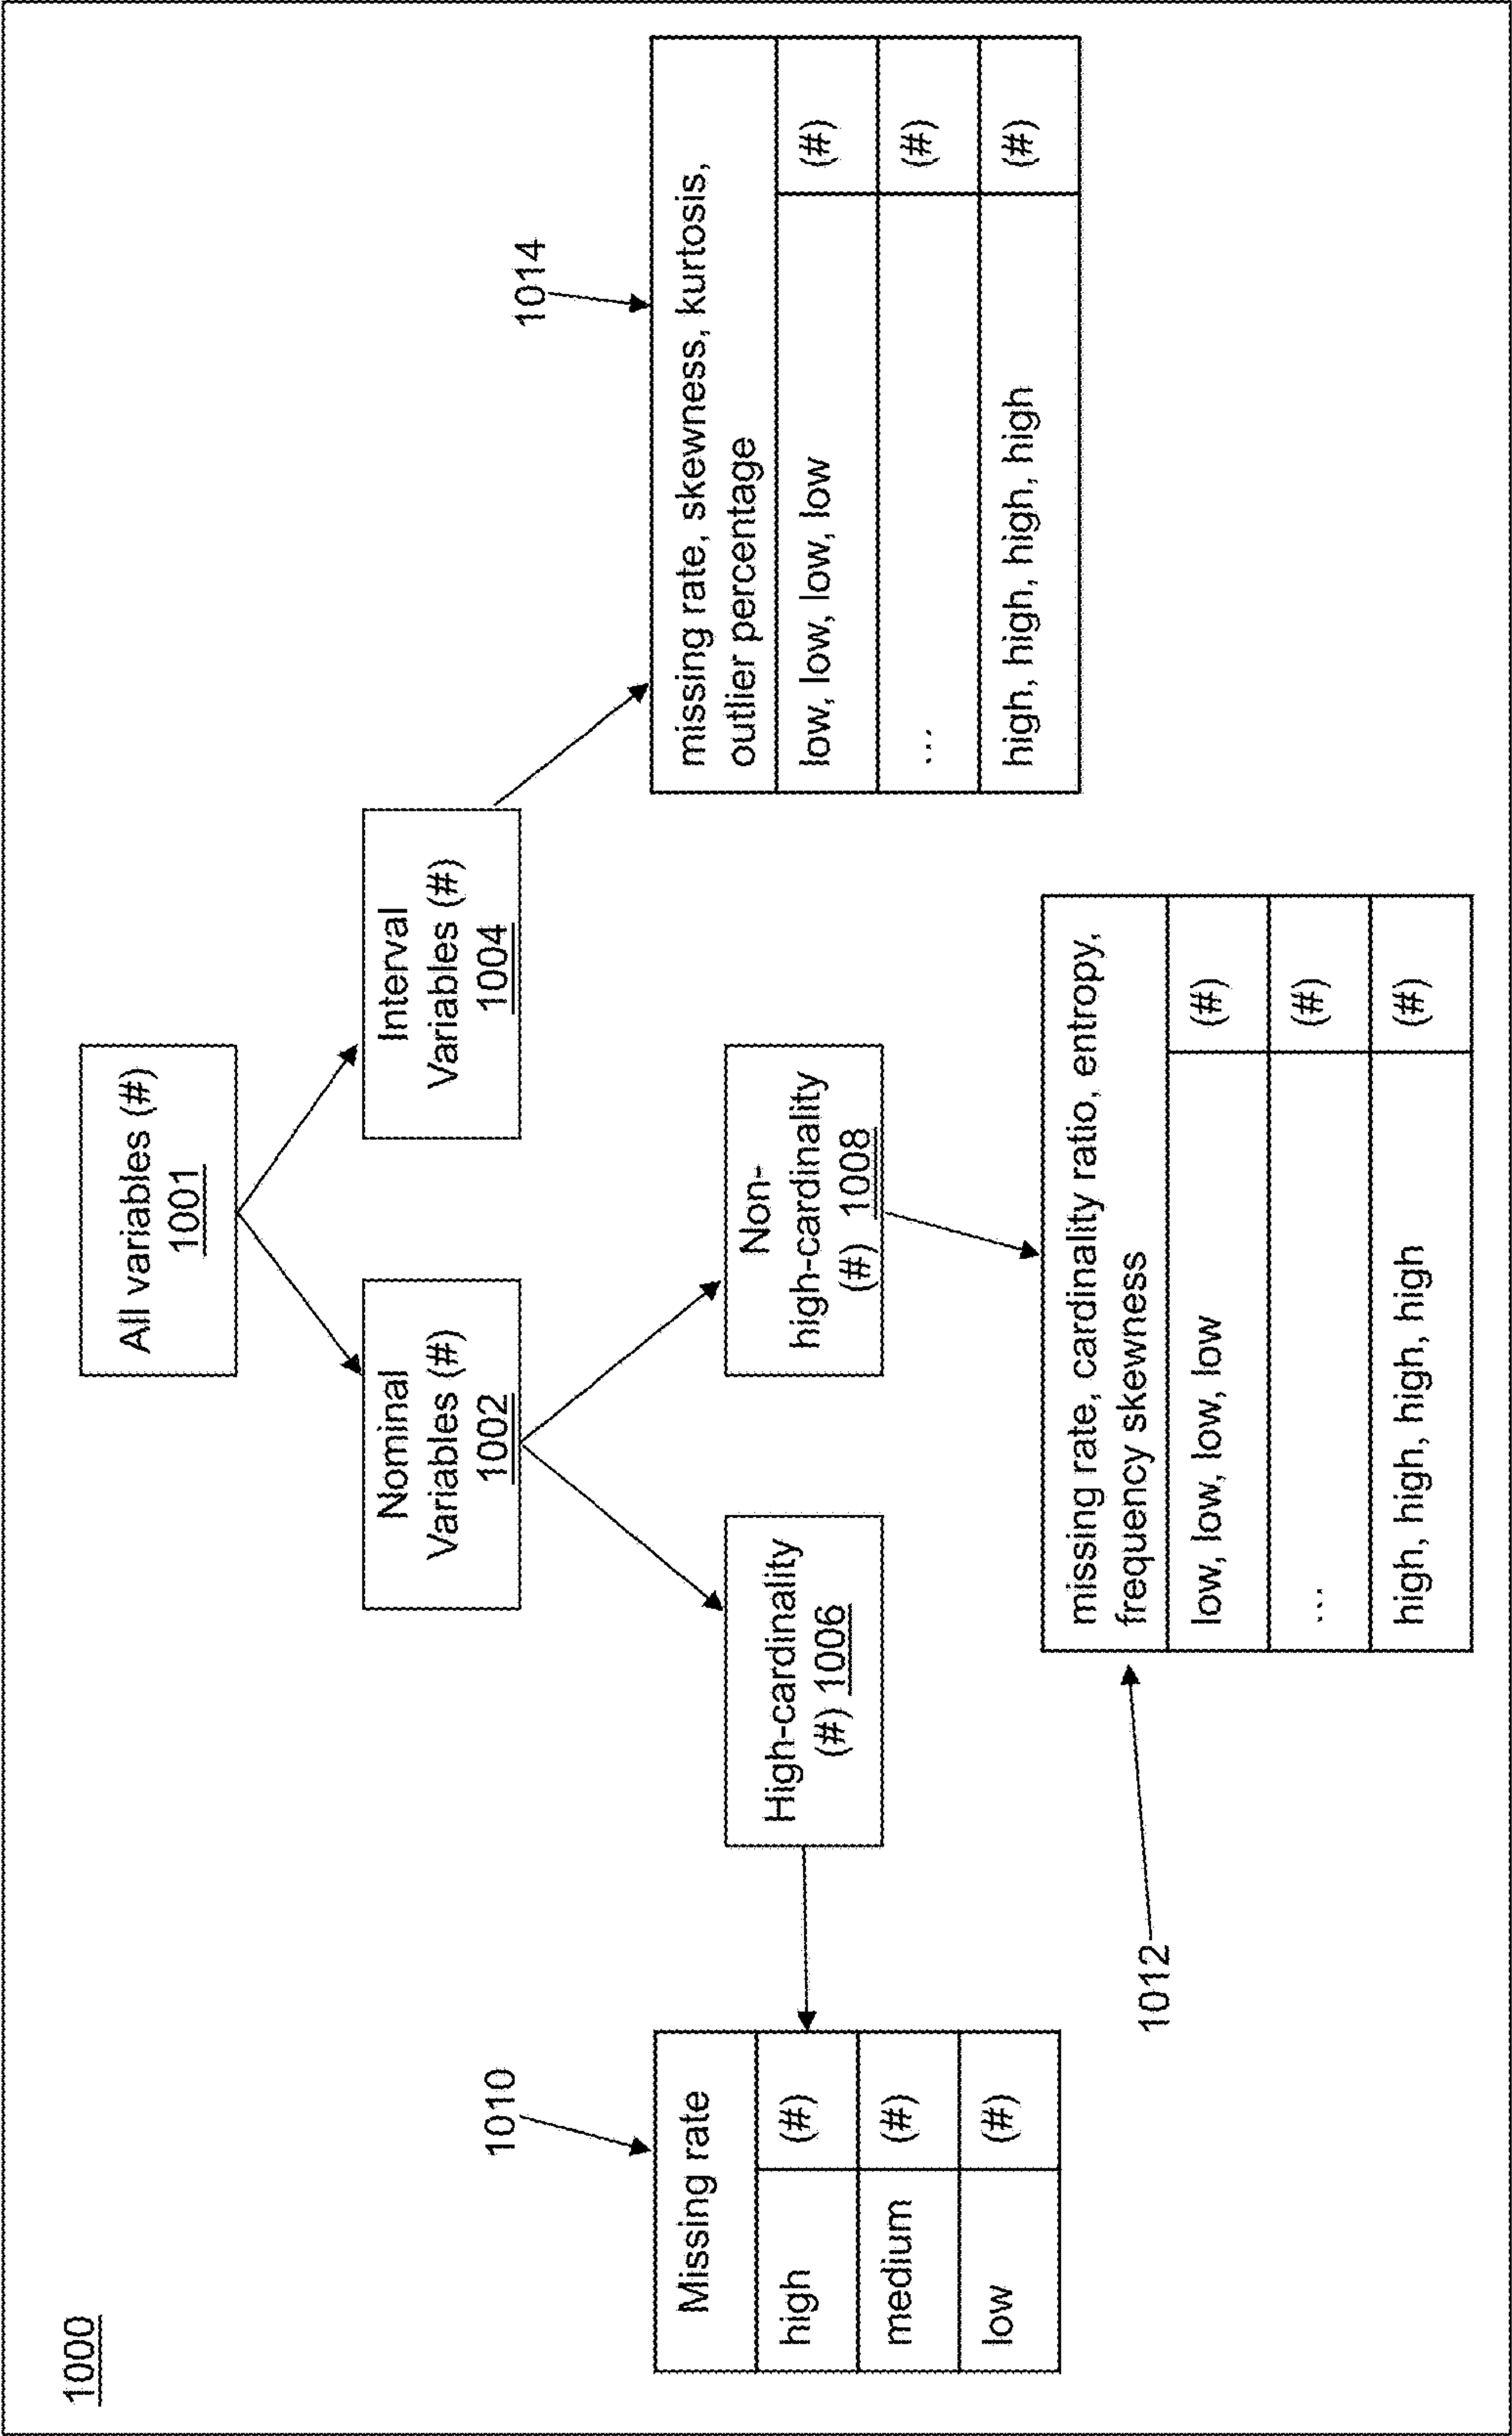 1000
All variables (#)
1001
Nominal
Variables (#)
1002
Interval
Variables (#)
1004
1010
Missing rate
high (#)
medium (#)
low (#)
High-cardinality
(#) 1006
Non-
high-cardinality
(#) 1008
1014
missing rate, skewness, kurtosis,
outlier percentage
low, low, low, low (#)
... (#)
high, high, high, high (#)
1012
missing rate, cardinality ratio, entropy,
frequency skewness
low, low, low, low (#)
... (#)
high, high, high, high (#)